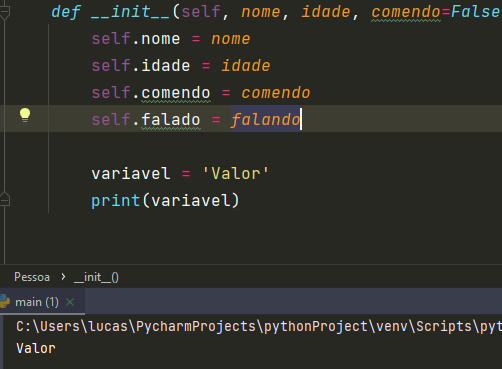 def __init__(self, nome, idade, comendo=False
self.nome = nome
self.idade = idade
self.comendo = comendo
self.falado = falando
variavel = 'Valor'
print(variavel)
Pessoa > __init__()
main (1) ×
C:\Users\lucas\PycharmProjects\pythonProject\venv\Scripts\pyt
Valor